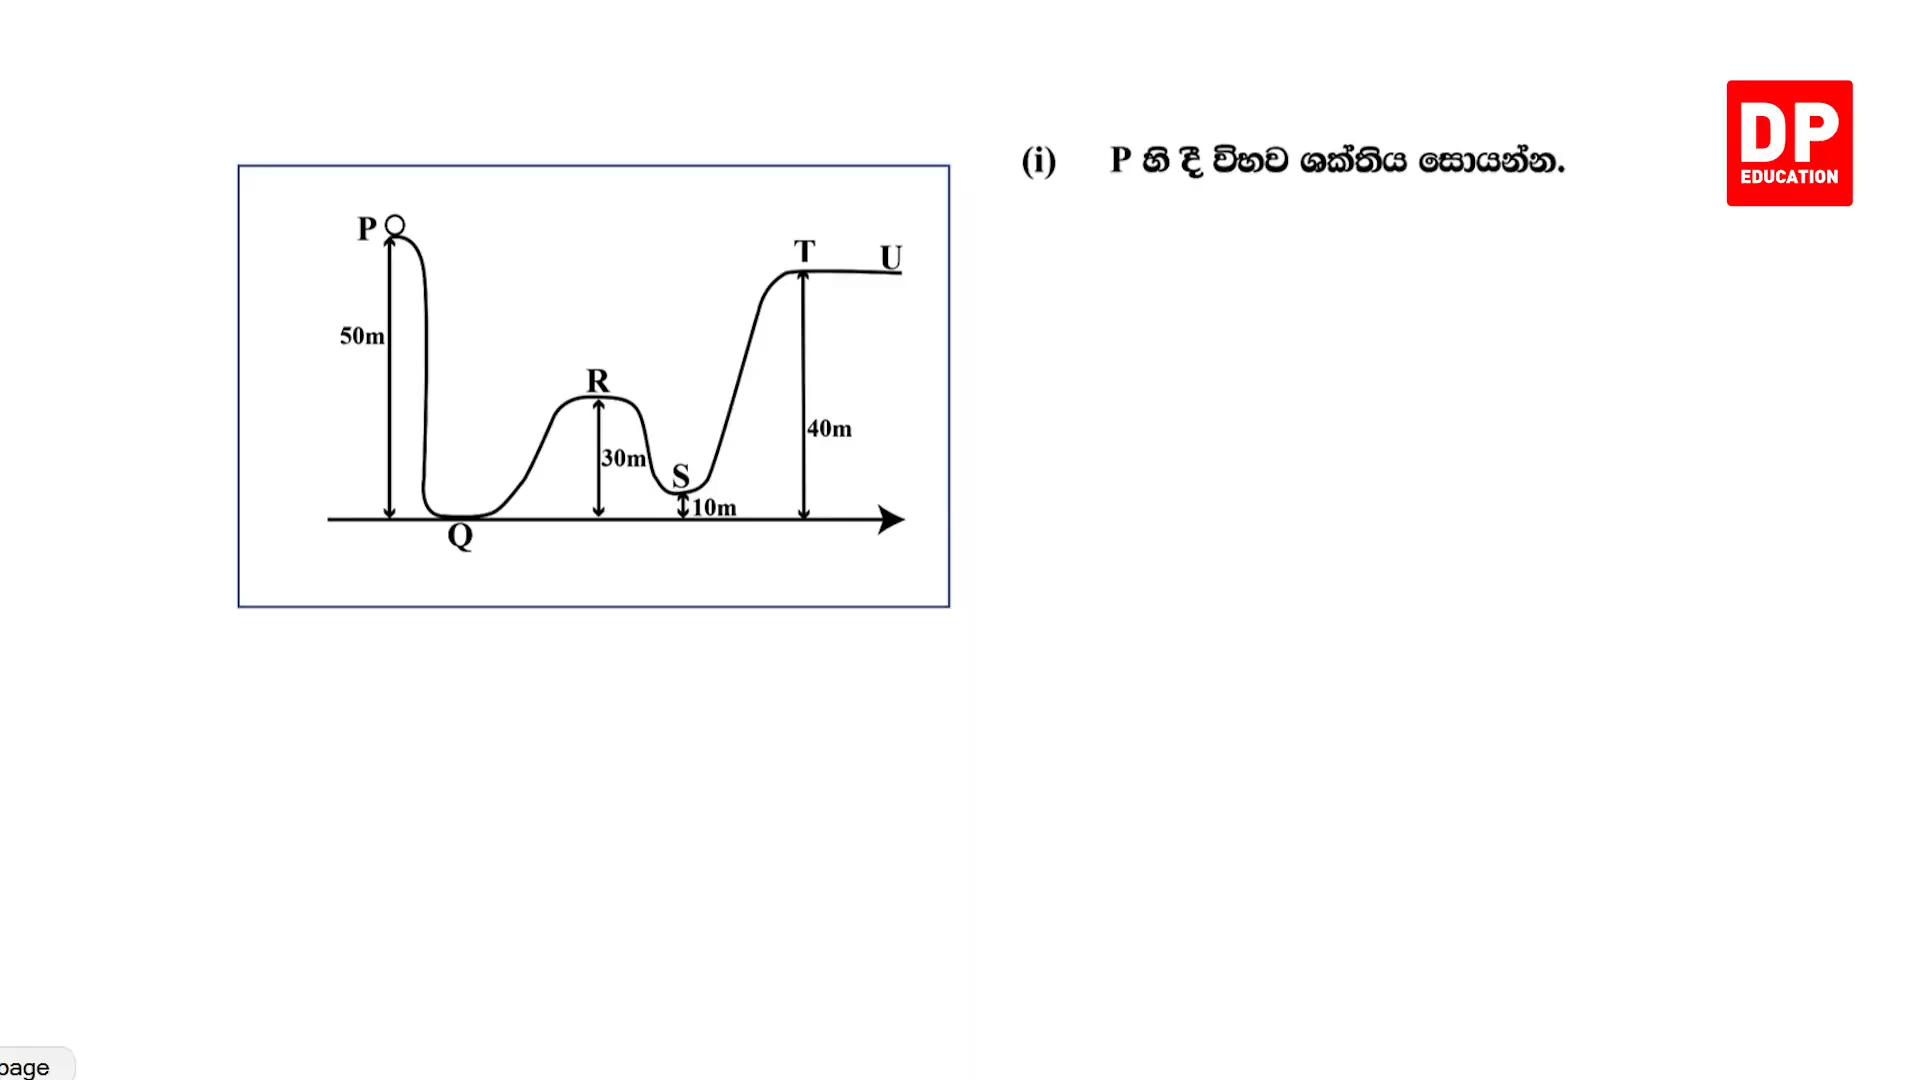 (i) P හි දී විභව ශක්තිය සොයන්න.
DP
EDUCATION
P
T
U
50m
R
40m
30m
S
10m
Q
page